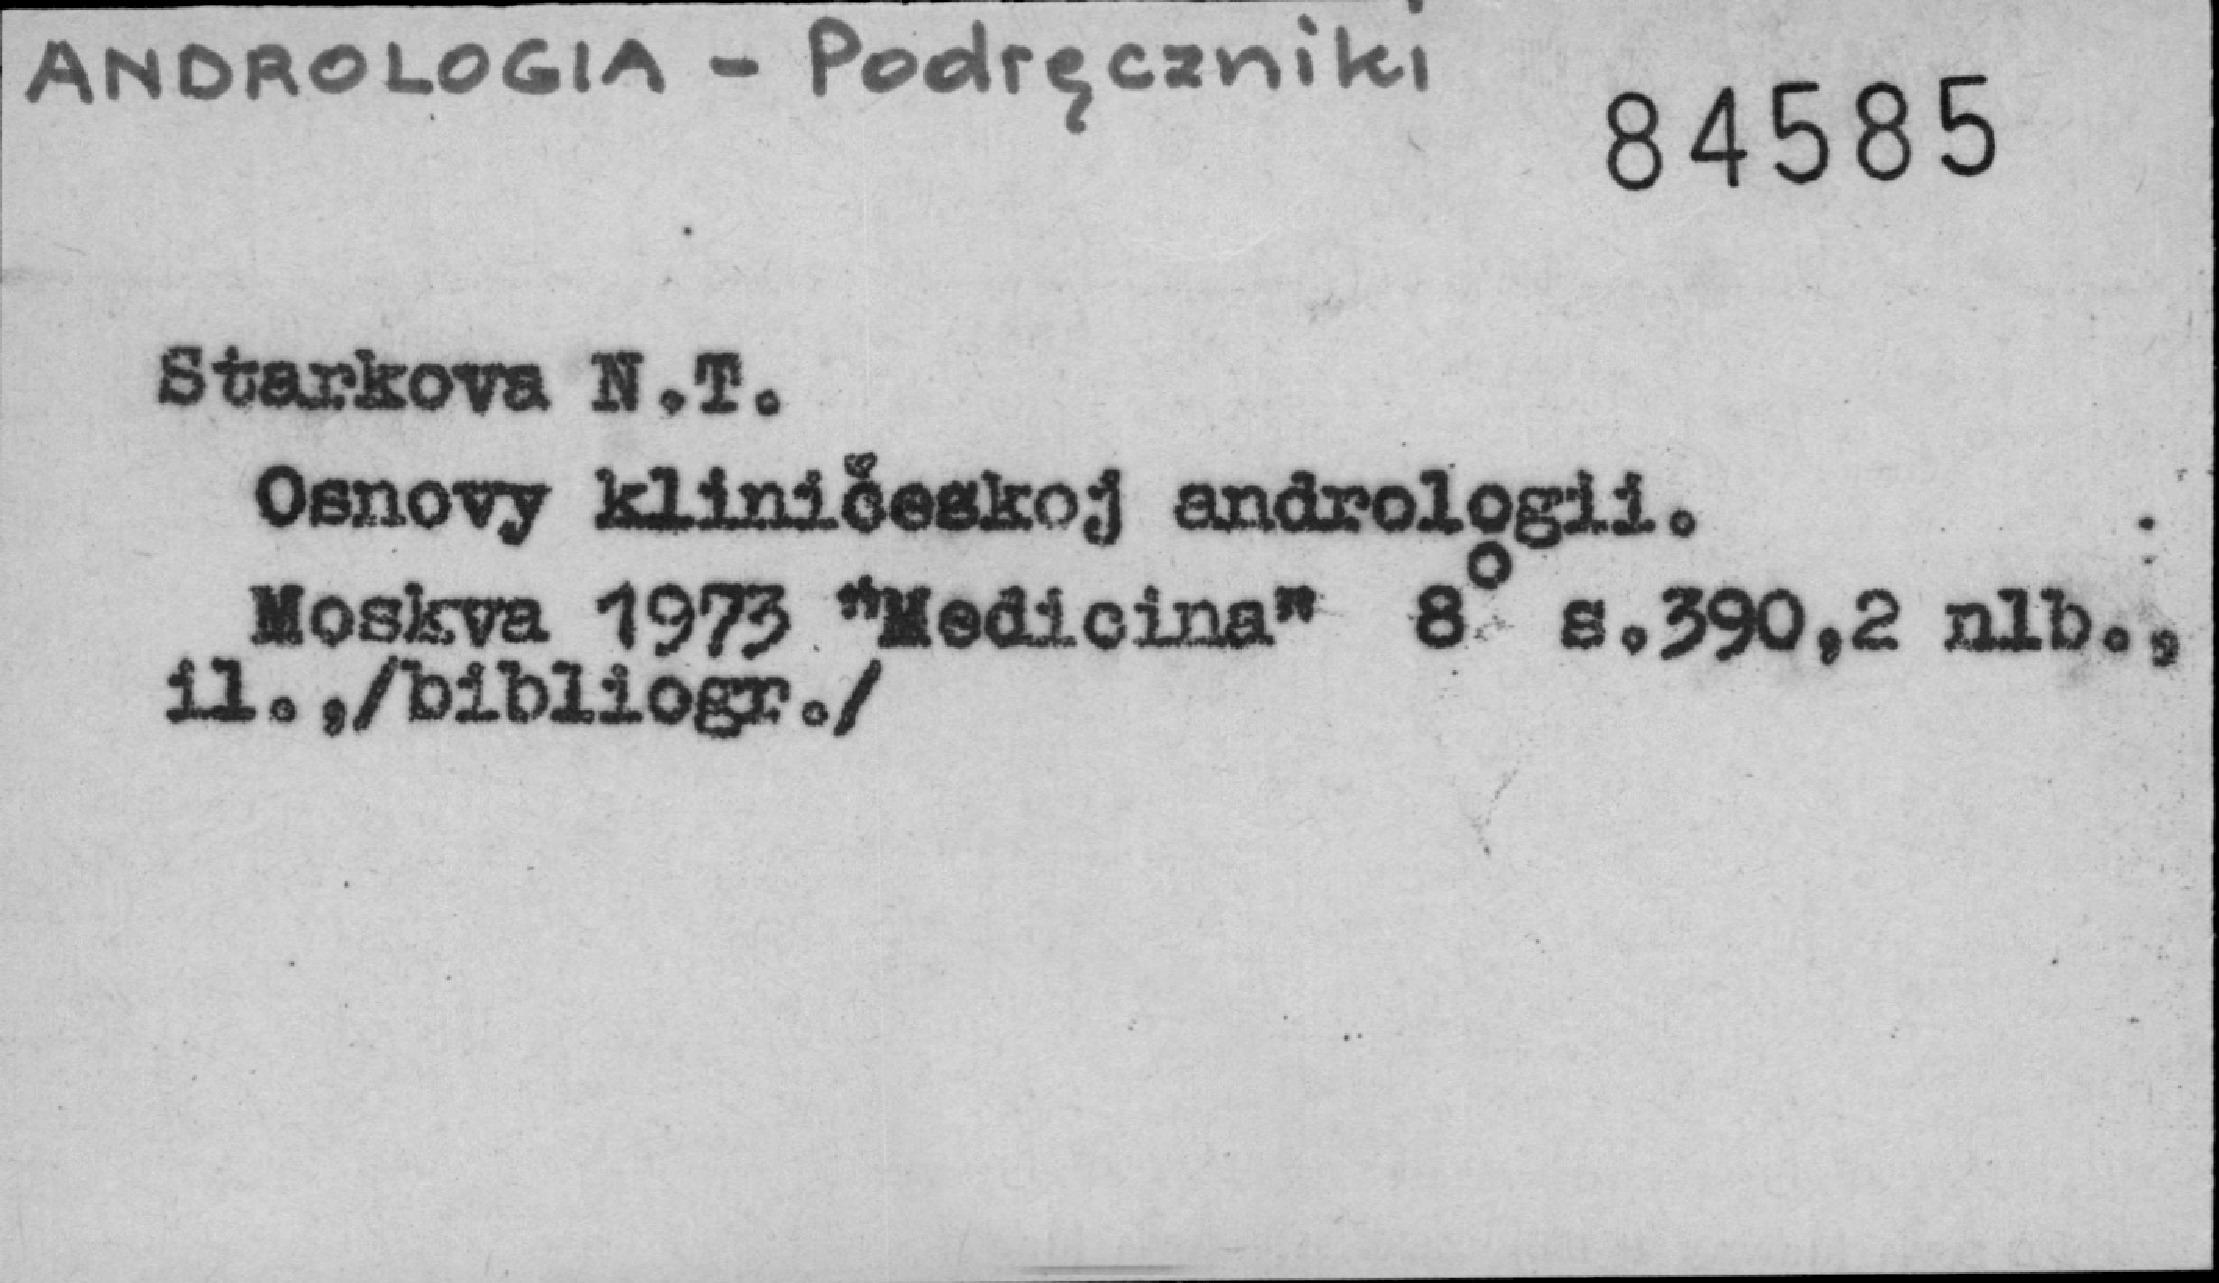 ANDROLOGIA - Podręczniki
84585
Starkova N.T.
Osnovy kliničeskoj andrologii.
Moskva 1973 "Medicina" 8° s.390,2 nlb.,
il.,/bibliogr./